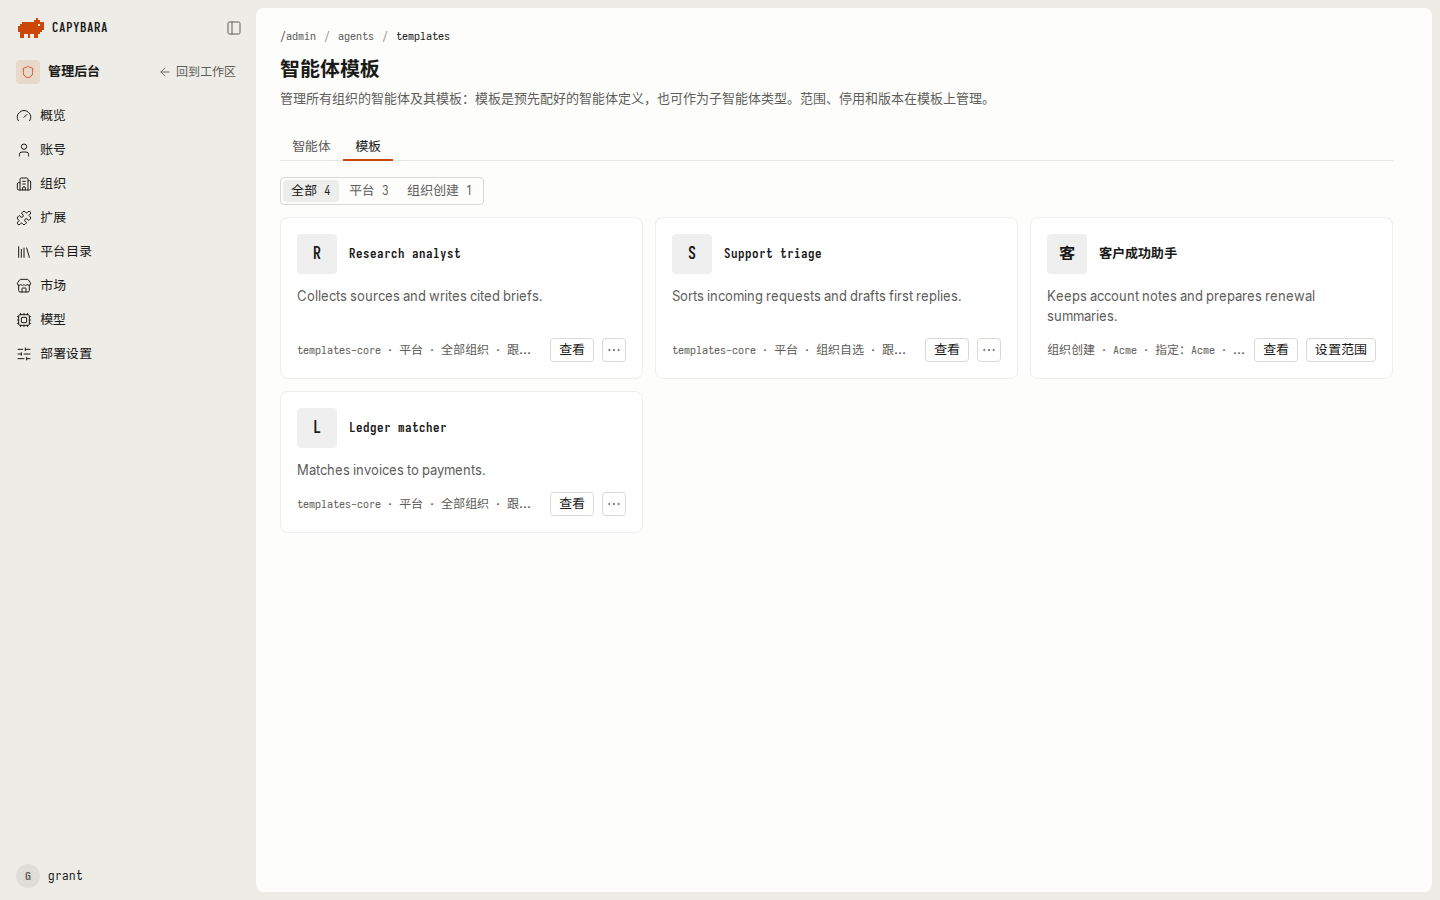 CAPYBARA
管理后台
回到工作区
概览
账号
组织
扩展
平台目录
市场
模型
部署设置
G grant
/admin / agents / templates
智能体模板
管理所有组织的智能体及其模板：模板是预先配好的智能体定义，也可作为子智能体类型。范围、停用和版本在模板上管理。
智能体 模板
全部 4 平台 3 组织创建 1
R Research analyst
Collects sources and writes cited briefs.
templates-core · 平台 · 全部组织 · 跟... 查看 ···
S Support triage
Sorts incoming requests and drafts first replies.
templates-core · 平台 · 组织自选 · 跟... 查看 ···
客 客户成功助手
Keeps account notes and prepares renewal
summaries.
组织创建 · Acme · 指定：Acme · ... 查看 设置范围
L Ledger matcher
Matches invoices to payments.
templates-core · 平台 · 全部组织 · 跟... 查看 ···